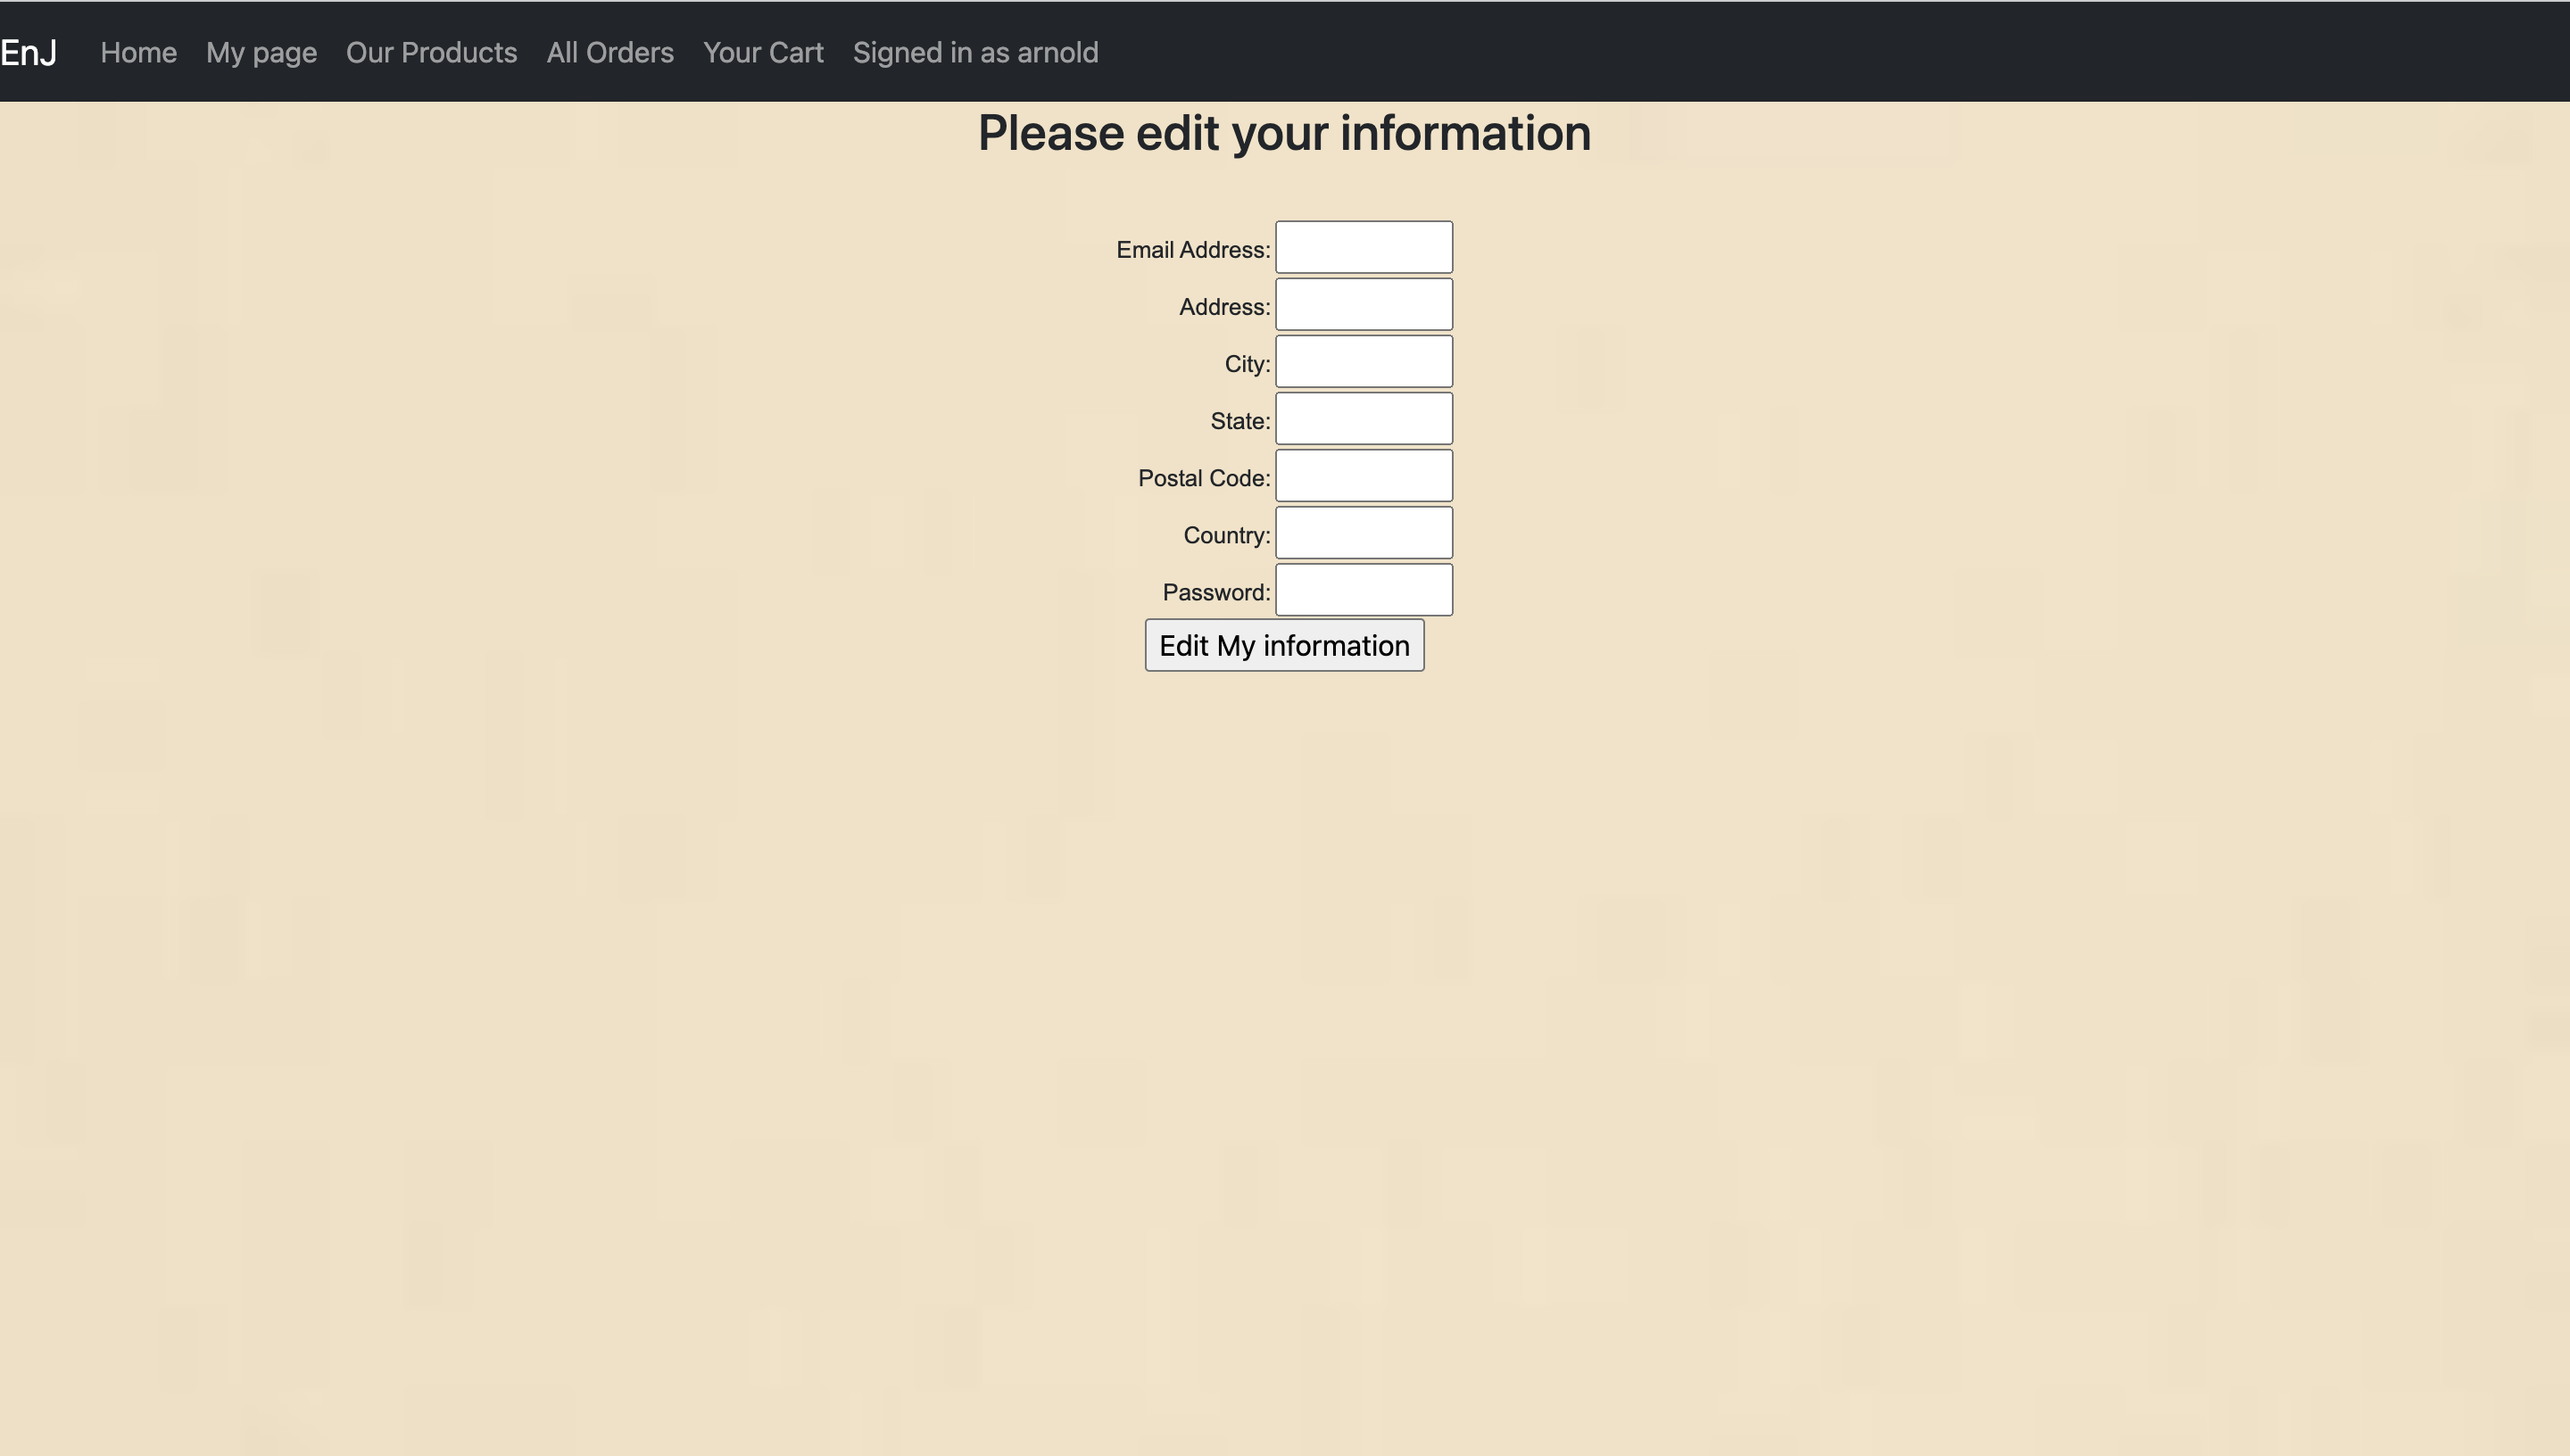 EnJ Home My page Our Products All Orders Your Cart Signed in as arnold
Please edit your information
Email Address:
Address:
City:
State:
Postal Code:
Country:
Password:
Edit My information